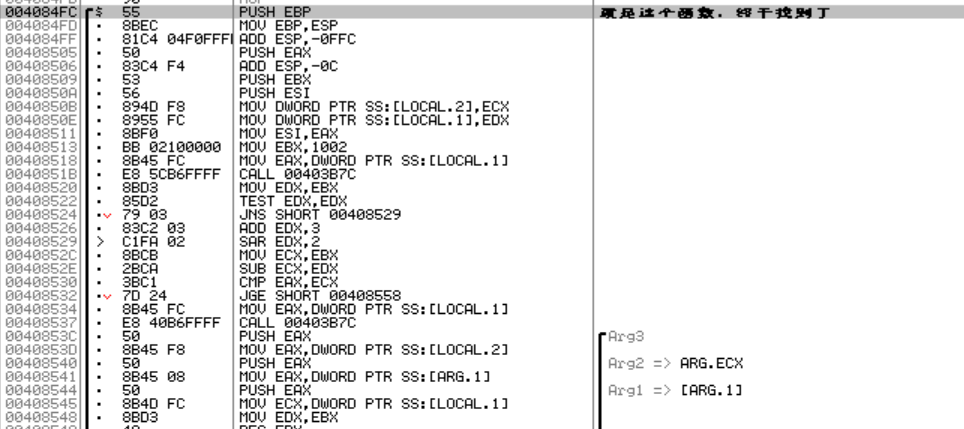 004084FC $ 55 PUSH EBP 就是这个函数. 终于找到了
004084FD . 8BEC MOV EBP,ESP
004084FF . 81C4 04F0FFFF ADD ESP,-0FFC
00408505 . 50 PUSH EAX
00408506 . 83C4 F4 ADD ESP,-0C
00408509 . 53 PUSH EBX
0040850A . 56 PUSH ESI
0040850B . 894D F8 MOV DWORD PTR SS:[LOCAL.2],ECX
0040850E . 8955 FC MOV DWORD PTR SS:[LOCAL.1],EDX
00408511 . 8BF0 MOV ESI,EAX
00408513 . BB 02100000 MOV EBX,1002
00408518 . 8B45 FC MOV EAX,DWORD PTR SS:[LOCAL.1]
0040851B . E8 5CB6FFFF CALL 00403B7C
00408520 . 8BD3 MOV EDX,EBX
00408522 . 85D2 TEST EDX,EDX
00408524 . 79 03 JNS SHORT 00408529
00408526 . 83C2 03 ADD EDX,3
00408529 > C1FA 02 SAR EDX,2
0040852C . 8BCB MOV ECX,EBX
0040852E . 2BCA SUB ECX,EDX
00408530 . 3BC1 CMP EAX,ECX
00408532 . 7D 24 JGE SHORT 00408558
00408534 . 8B45 FC MOV EAX,DWORD PTR SS:[LOCAL.1]
00408537 . E8 40B6FFFF CALL 00403B7C
0040853C . 50 PUSH EAX Arg3
0040853D . 8B45 F8 MOV EAX,DWORD PTR SS:[LOCAL.2]
00408540 . 50 PUSH EAX Arg2 => ARG.ECX
00408541 . 8B45 08 MOV EAX,DWORD PTR SS:[ARG.1]
00408544 . 50 PUSH EAX Arg1 => [ARG.1]
00408545 . 8B4D FC MOV ECX,DWORD PTR SS:[LOCAL.1]
00408548 . 8BD3 MOV EDX,EBX